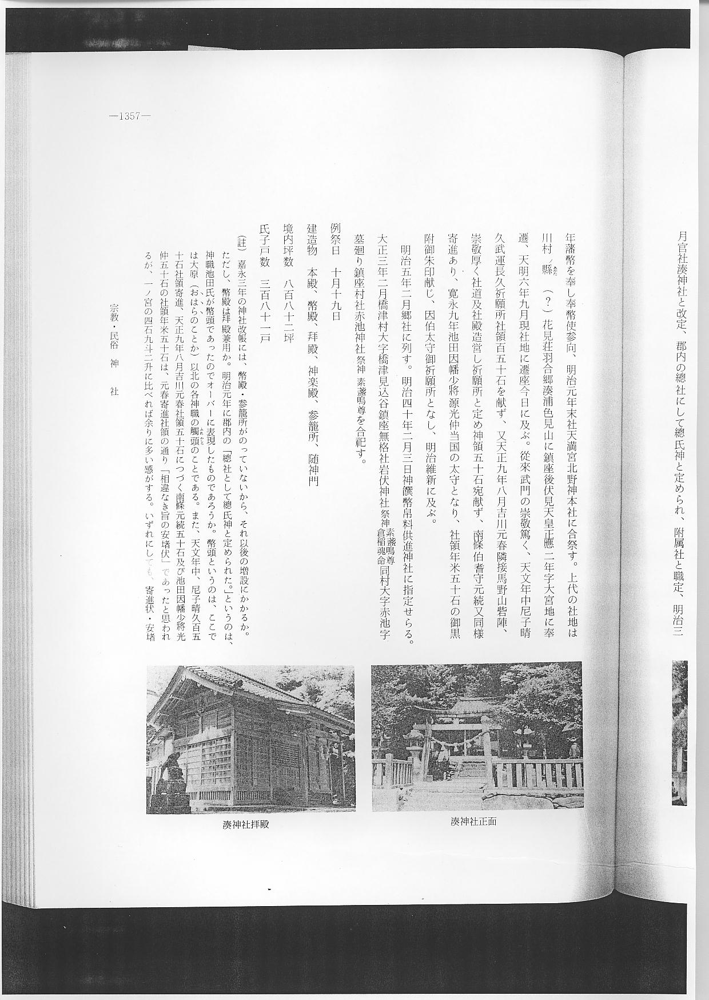 月官社湊神社と改定、郡内の總社にして總氏神と定められ、附属社と職定、明治三
年藩幣を奉し奉幣使参向、明治元年末社天満宮北野神本社に合祭す。上代の社地は
川村ノ縣（？）花見荘羽合郷湊浦色見山に鎮座後伏見天皇正應二年字大宮地に奉
遷、天明六年九月現社地に遷座今日に及ぶ。從來武門の崇敬篤く、天文年中尼子晴
久武運長久祈願所社領百五十石を献ず、又天正九年八月吉川元春隣接馬野山砦陣、
崇敬厚く社道及社殿造営し祈願所と定め神領五十石宛献ず、南條伯耆守元続又同様
寄進あり、寛永九年池田因幡少將源光仲当国の太守となり、社領年米五十石の御黒
附御朱印献じ、因伯太守御祈願所となし、明治維新に及ぶ。
明治五年二月郷社に列す。明治四十年二月三日神饌幣帛料供進神社に指定せらる。
大正三年二月橋津村大字橋津見込谷鎮座無格社岩伏神社 祭神 素盞鳴尊 倉稲魂命 同村大字赤池字
墓廻り鎮座村社赤池神社 祭神 素盞鳴尊を合祀す。
例祭日　十月十九日
建造物　本殿、幣殿、拝殿、神楽殿、参籠所、随神門
境内坪数　八百八十二坪
氏子戸数　三百八十一戸
（註）嘉永三年の神社改帳には、幣殿・参籠所がのっていないから、それ以後の増設にかかるか。
ただし、幣殿は拝殿兼用か。明治元年に郡内の「總社として總氏神と定められた。」というのは、
神職池田氏が幣頭であったのでオーバーに表現したものであろうか。幣頭というのは、ここで
は大原（おはらのことか）以北の各神職の觸頭のことである。また、天文年中、尼子晴久百五
十石社領寄進、天正九年八月吉川元春社領五十石につづく南條元続五十石及び池田因幡少將光
仲五十石の社領年米五十石は、元春寄進社領の通り「相違なき旨の安堵伏」であったと思われ
るが、一ノ宮の四石九斗二升に比べれば余りに多い感がする。いずれにしても、寄進状・安堵
湊神社正面
湊神社拝殿
宗教・民俗　神　社
—1357—